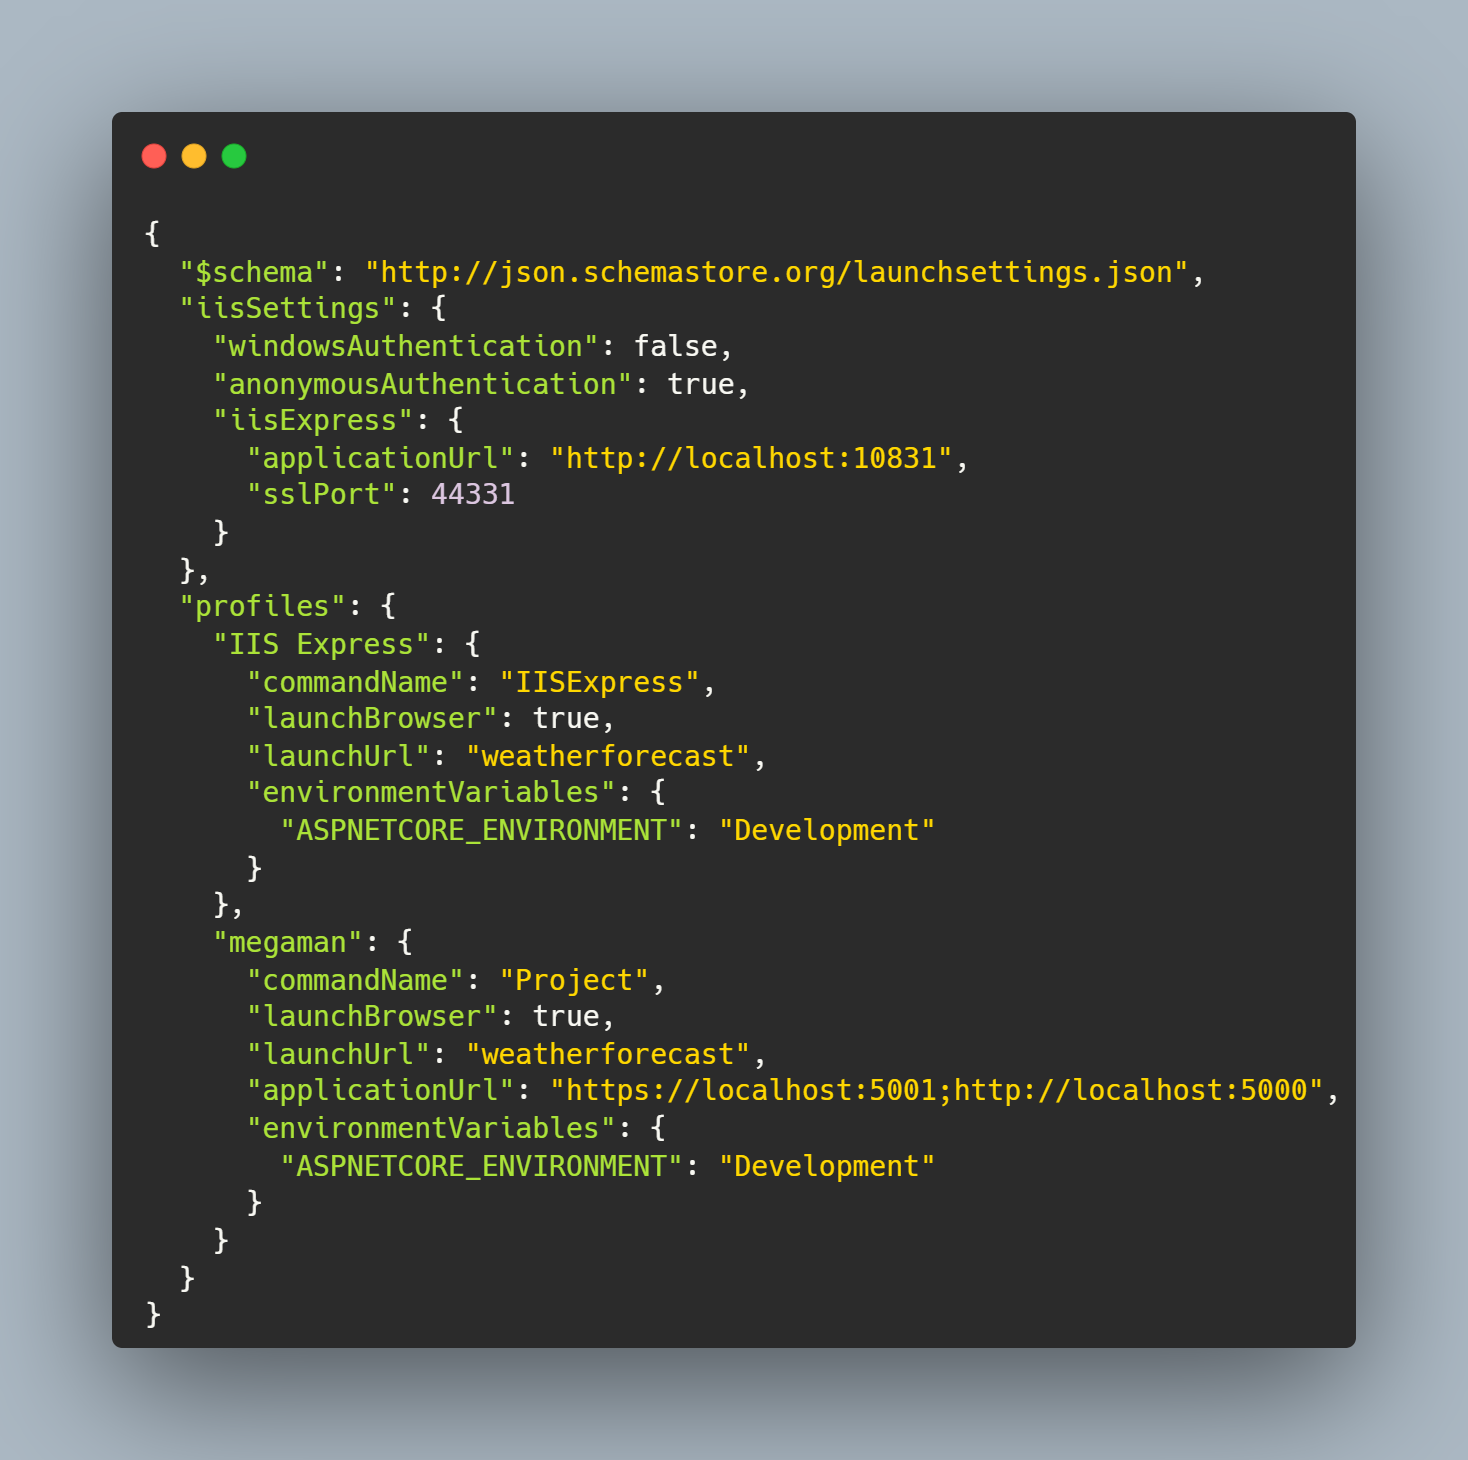 {
  "$schema": "http://json.schemastore.org/launchsettings.json",
  "iisSettings": {
    "windowsAuthentication": false,
    "anonymousAuthentication": true,
    "iisExpress": {
      "applicationUrl": "http://localhost:10831",
      "sslPort": 44331
    }
  },
  "profiles": {
    "IIS Express": {
      "commandName": "IISExpress",
      "launchBrowser": true,
      "launchUrl": "weatherforecast",
      "environmentVariables": {
        "ASPNETCORE_ENVIRONMENT": "Development"
      }
    },
    "megaman": {
      "commandName": "Project",
      "launchBrowser": true,
      "launchUrl": "weatherforecast",
      "applicationUrl": "https://localhost:5001;http://localhost:5000",
      "environmentVariables": {
        "ASPNETCORE_ENVIRONMENT": "Development"
      }
    }
  }
}